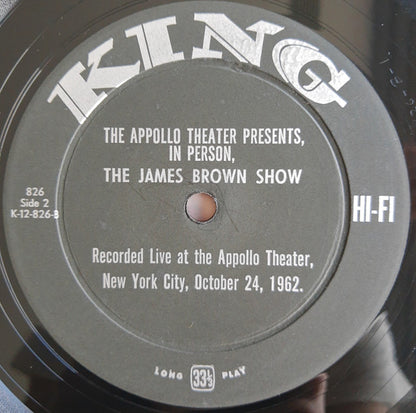 KING
THE APPOLLO THEATER PRESENTS,
IN PERSON,
THE JAMES BROWN SHOW
826
Side 2
K-12-826-B
HI-FI
Recorded Live at the Appollo Theater,
New York City, October 24, 1962.
LONG 33⅓ PLAY